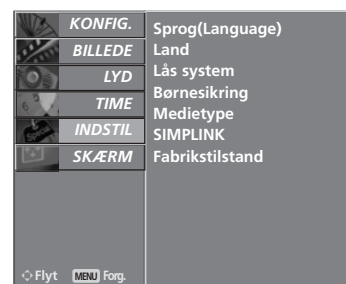 KONFIG.
BILLEDE
LYD
TIME
INDSTIL
SKÆRM
Flyt MENU Forg.
Sprog(Language)
Land
Lås system
Børnesikring
Medietype
SIMPLINK
Fabrikstilstand